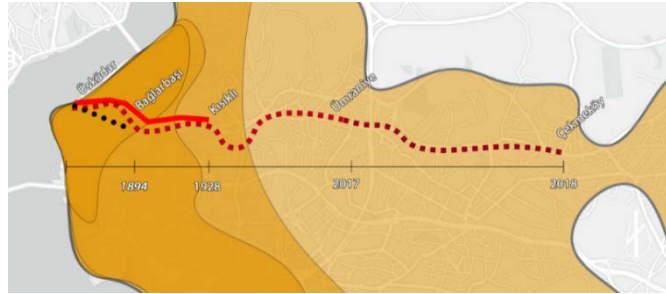 Üsküdar
Bağlarbaşı
Kısıklı
Ümraniye
Çekmeköy
1894
1928
2017
2018